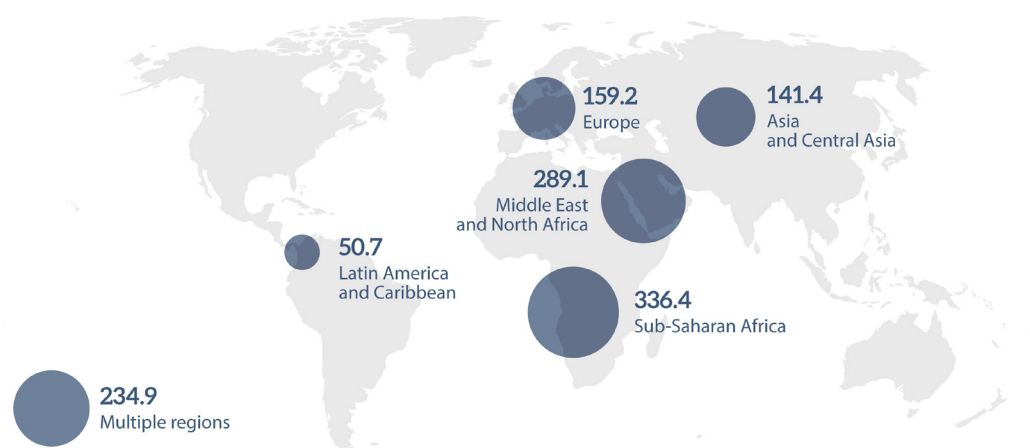 159.2
Europe
141.4
Asia
and Central Asia
289.1
Middle East
and North Africa
50.7
Latin America
and Caribbean
336.4
Sub-Saharan Africa
234.9
Multiple regions